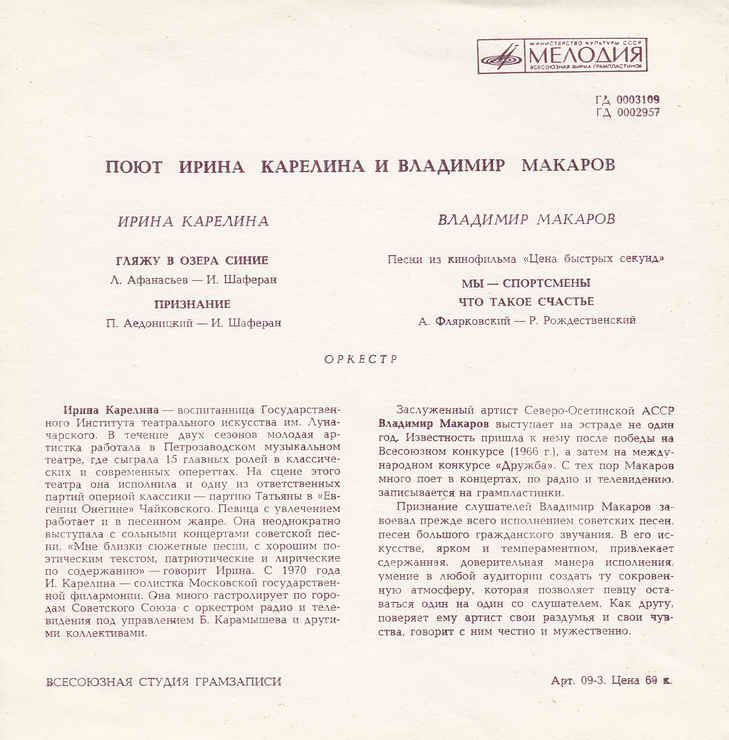 МИНИСТЕРСТВО КУЛЬТУРЫ СССР
МЕЛОДИЯ
ВСЕСОЮЗНАЯ ФИРМА ГРАМПЛАСТИНОК
ГД 0003109
ГД 0002957
ПОЮТ ИРИНА КАРЕЛИНА И ВЛАДИМИР МАКАРОВ
ИРИНА КАРЕЛИНА
ГЛЯЖУ В ОЗЕРА СИНИЕ
Л. Афанасьев — И. Шаферан
ПРИЗНАНИЕ
П. Аедоницкий — И. Шаферан
ВЛАДИМИР МАКАРОВ
Песни из кинофильма «Цена быстрых секунд»
МЫ — СПОРТСМЕНЫ
ЧТО ТАКОЕ СЧАСТЬЕ
А. Флярковский — Р. Рождественский
ОРКЕСТР
Ирина Карелина — воспитанница Государствен-
ного Института театрального искусства им. Луна-
чарского. В течение двух сезонов молодая ар-
тистка работала в Петрозаводском музыкальном
театре, где сыграла 15 главных ролей в классичес-
ких и современных опереттах. На сцене этого
театра она исполнила и одну из ответственных
партий оперной классики — партию Татьяны в «Ев-
гении Онегине» Чайковского. Певица с увлечением
работает и в песенном жанре. Она неоднократно
выступала с сольными концертами советской пес-
ни. «Мне близки сюжетные песни, с хорошим по-
этическим текстом, патриотические и лирические
по содержанию» — говорит Ирина. С 1970 года
И. Карелина — солистка Московской государствен-
ной филармонии. Она много гастролирует по горо-
дам Советского Союза с оркестром радио и теле-
видения под управлением Б. Карамышева и други-
ми коллективами.
Заслуженный артист Северо-Осетинской АССР
Владимир Макаров выступает на эстраде не один
год. Известность пришла к нему после победы на
Всесоюзном конкурсе (1966 г.), а затем на меж-
дународном конкурсе «Дружба». С тех пор Макаров
много поет в концертах, по радио и телевидению,
записывается на грампластинки.
Признание слушателей Владимир Макаров за-
воевал прежде всего исполнением советских песен,
песен большого гражданского звучания. В его ис-
кусстве, ярком и темпераментном, привлекает
сдержанная, доверительная манера исполнения,
умение в любой аудитории создать ту сокровен-
ную атмосферу, которая позволяет певцу оста-
ваться один на один со слушателем. Как другу,
поверяет ему артист свои раздумья и свои чув-
ства, говорит с ним честно и мужественно.
ВСЕСОЮЗНАЯ СТУДИЯ ГРАМЗАПИСИ
Арт. 09-3. Цена 60 к.